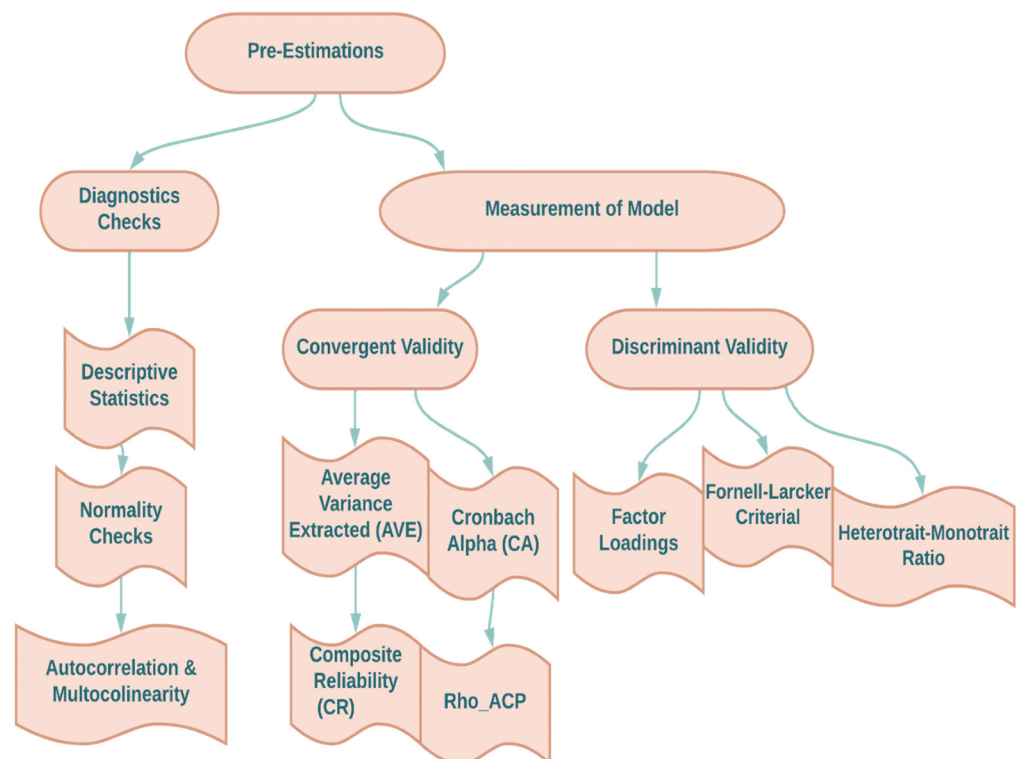 Pre-Estimations
Diagnostics
Checks
Measurement of Model
Convergent Validity
Discriminant Validity
Descriptive
Statistics
Average
Variance
Extracted (AVE)
Cronbach
Alpha (CA)
Factor
Loadings
Fornell-Larcker
Criterial
Heterotrait-Monotrait
Ratio
Normality
Checks
Autocorrelation &
Multocolinearity
Composite
Reliability
(CR)
Rho_ACP